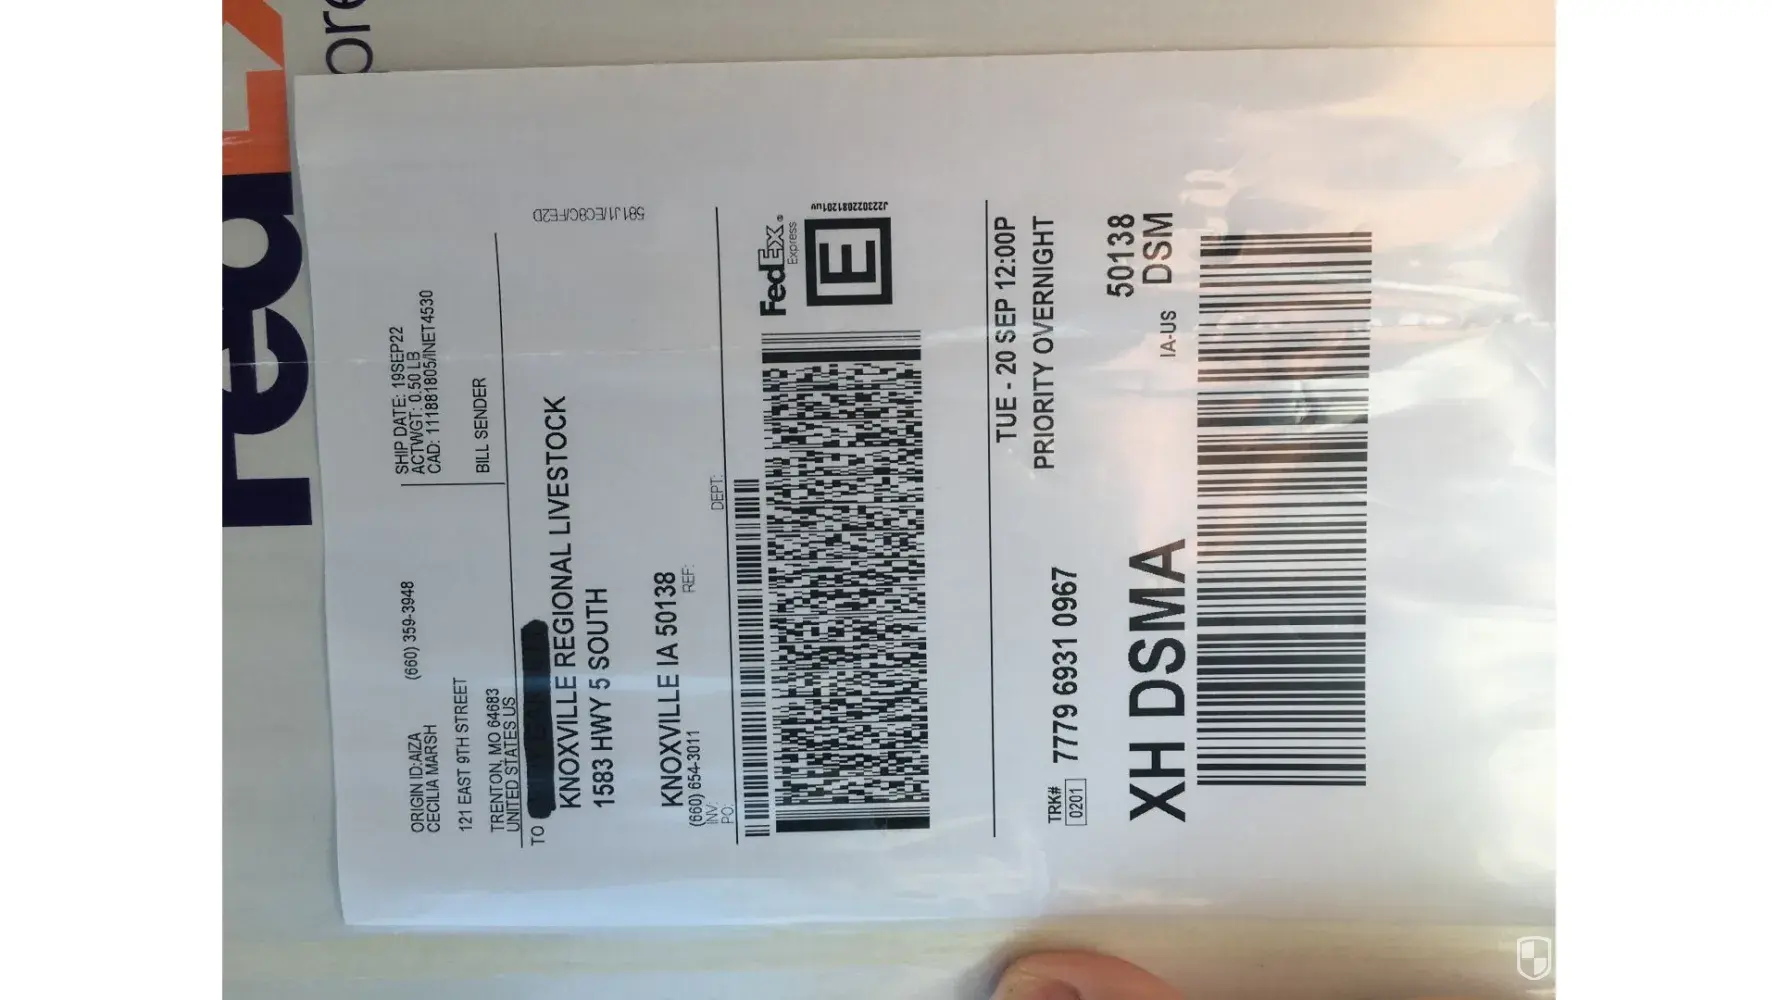 FedEx
ORIGIN ID:AIZA (660) 359-3948
CECILIA MARSH
121 EAST 9TH STREET
TRENTON, MO 64683
UNITED STATES US
SHIP DATE: 19SEP22
ACTWGT: 0.50 LB
CAD: 111881805/INET4530
BILL SENDER
TO
KNOXVILLE REGIONAL LIVESTOCK
1583 HWY 5 SOUTH
KNOXVILLE IA 50138
(660) 654-3011 REF:
INV:
PO: DEPT:
581J1/EC8C/FE2D
FedEx
Express
E
J222022081201uv
TUE - 20 SEP 12:00P
PRIORITY OVERNIGHT
TRK# 7779 6931 0967
0201
XH DSMA
50138
IA-US DSM